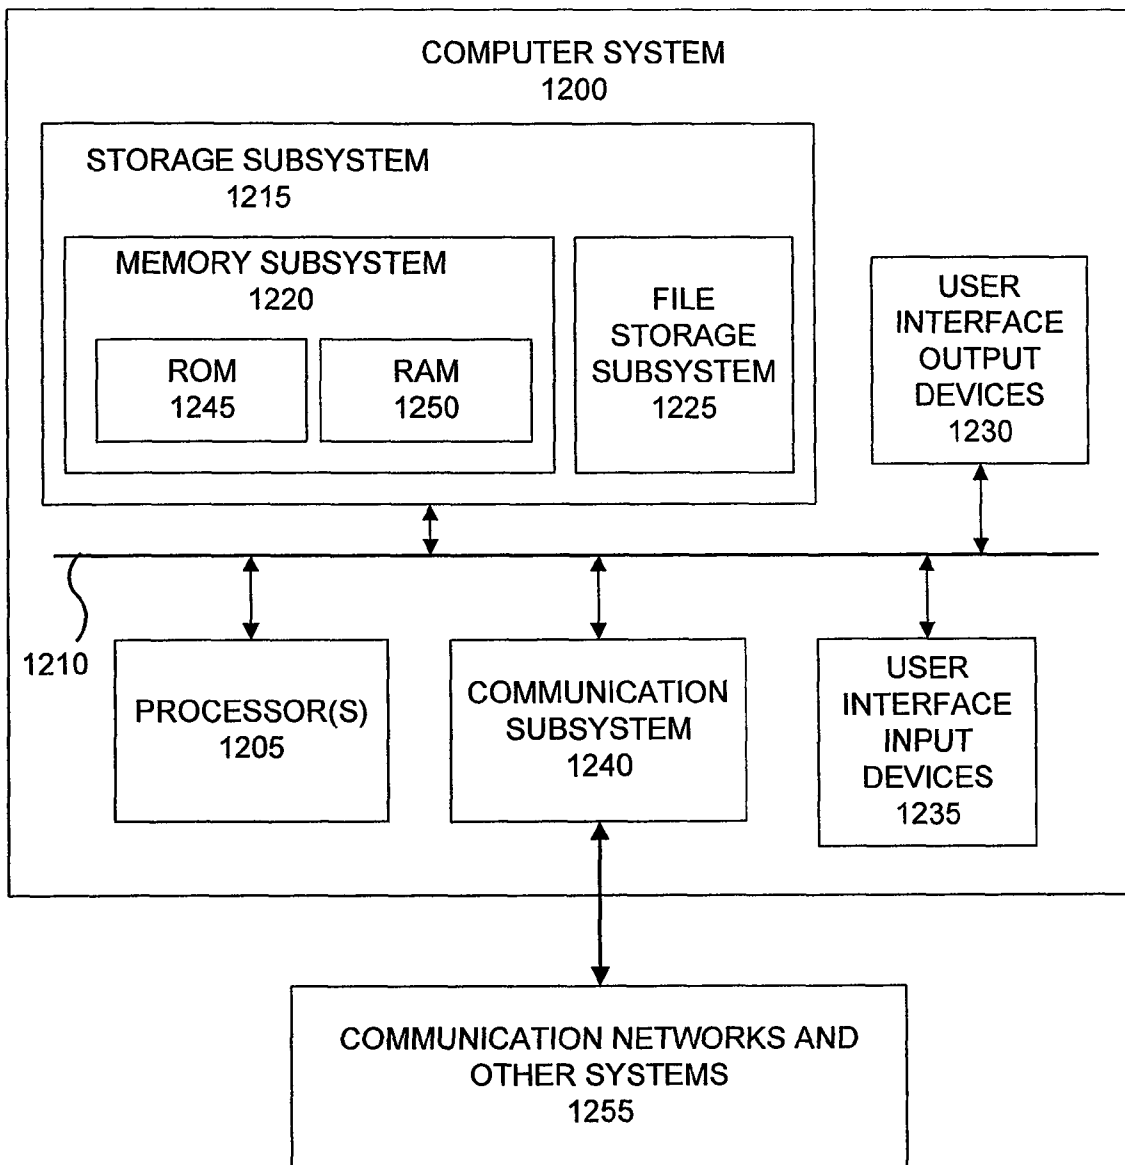 COMPUTER SYSTEM
1200
STORAGE SUBSYSTEM
1215
MEMORY SUBSYSTEM
1220
ROM
1245
RAM
1250
FILE
STORAGE
SUBSYSTEM
1225
USER
INTERFACE
OUTPUT
DEVICES
1230
1210
PROCESSOR(S)
1205
COMMUNICATION
SUBSYSTEM
1240
USER
INTERFACE
INPUT
DEVICES
1235
COMMUNICATION NETWORKS AND
OTHER SYSTEMS
1255